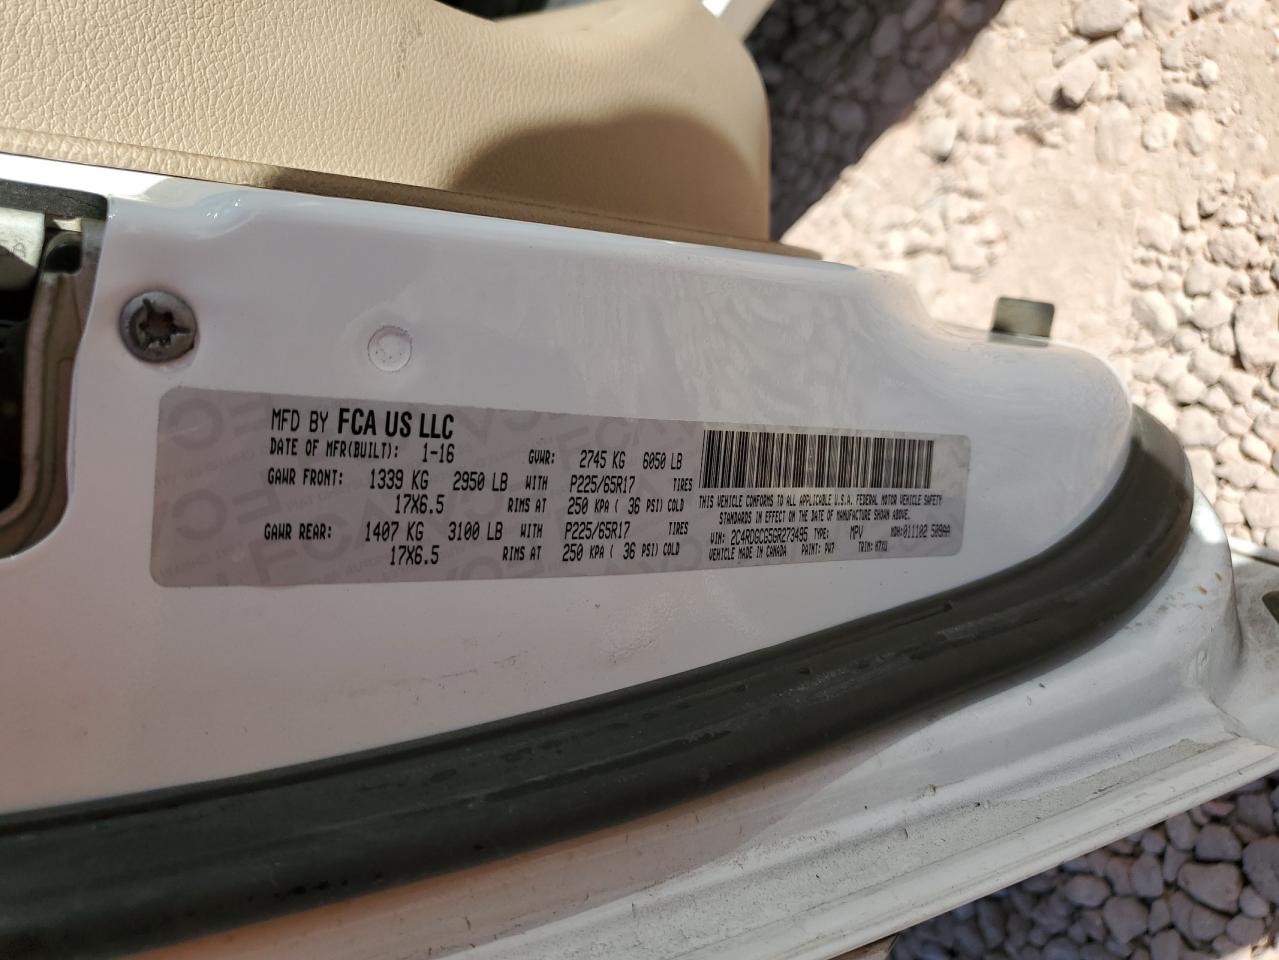 MFD BY FCA US LLC
DATE OF MFR(BUILT): 1-16 GVWR: 2745 KG 6050 LB
GAWR FRONT: 1339 KG 2950 LB WITH P225/65R17 TIRES
17X6.5 RIMS AT 250 KPA ( 36 PSI) COLD
GAWR REAR: 1407 KG 3100 LB WITH P225/65R17 TIRES
17X6.5 RIMS AT 250 KPA ( 36 PSI) COLD
THIS VEHICLE CONFORMS TO ALL APPLICABLE U.S.A. FEDERAL MOTOR VEHICLE SAFETY
STANDARDS IN EFFECT ON THE DATE OF MANUFACTURE SHOWN ABOVE.
VIN: 2C4RDGCG5GR273495 TYPE: MPV MDH:011102 509AA
VEHICLE MADE IN CANADA PAINT: PW7 TRIM: